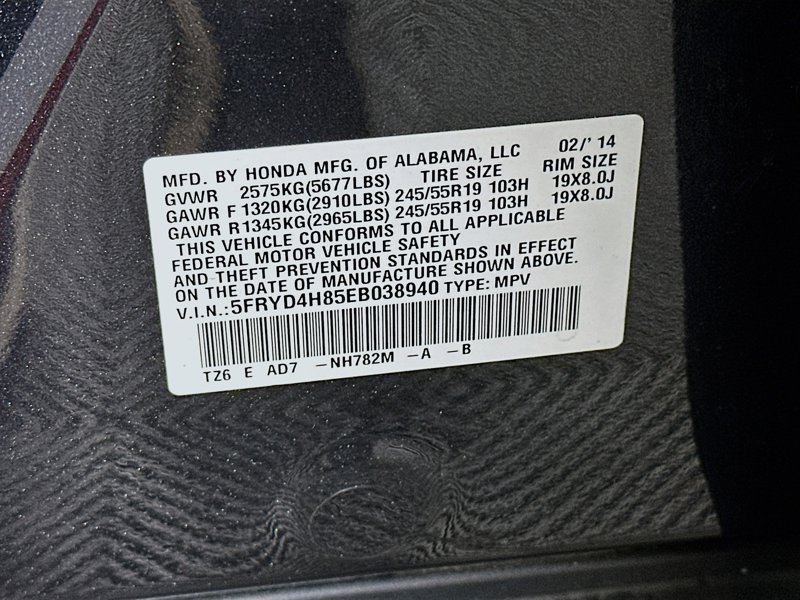 MFD. BY HONDA MFG. OF ALABAMA, LLC 02/' 14
GVWR 2575KG(5677LBS) TIRE SIZE RIM SIZE
GAWR F 1320KG(2910LBS) 245/55R19 103H 19X8.0J
GAWR R1345KG(2965LBS) 245/55R19 103H 19X8.0J
THIS VEHICLE CONFORMS TO ALL APPLICABLE
FEDERAL MOTOR VEHICLE SAFETY
AND THEFT PREVENTION STANDARDS IN EFFECT
ON THE DATE OF MANUFACTURE SHOWN ABOVE.
V.I.N.:5FRYD4H85EB038940 TYPE: MPV
TZ6 E AD7 -NH782M -A -B